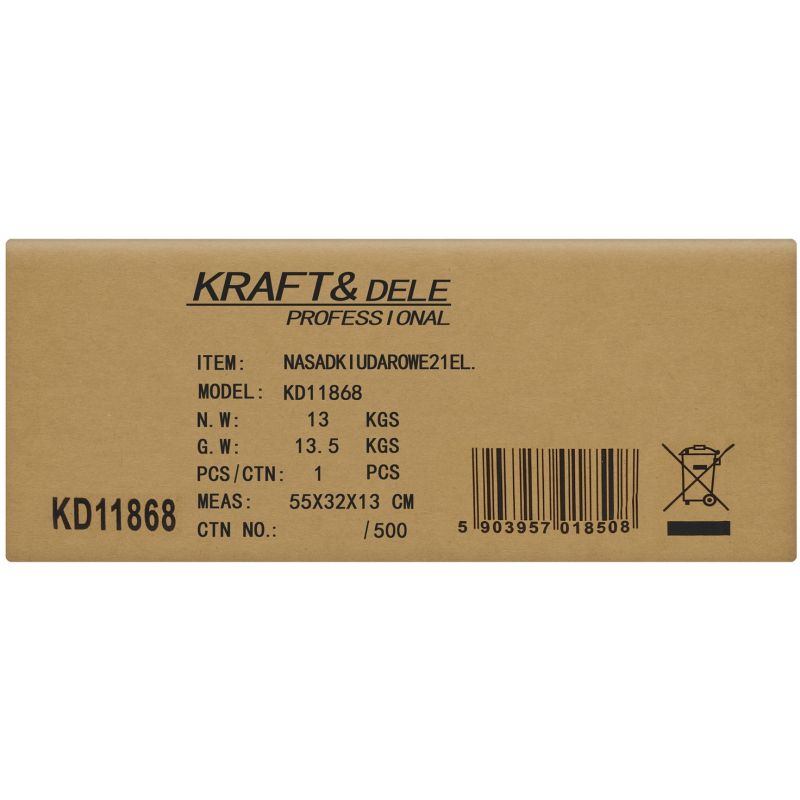 KRAFT& DELE
PROFESSIONAL
ITEM: NASADKIUDAROWE21EL.
MODEL: KD11868
N.W: 13 KGS
G.W: 13.5 KGS
PCS/CTN: 1 PCS
MEAS: 55X32X13 CM
CTN NO.: /500
KD11868
5 903957 018508